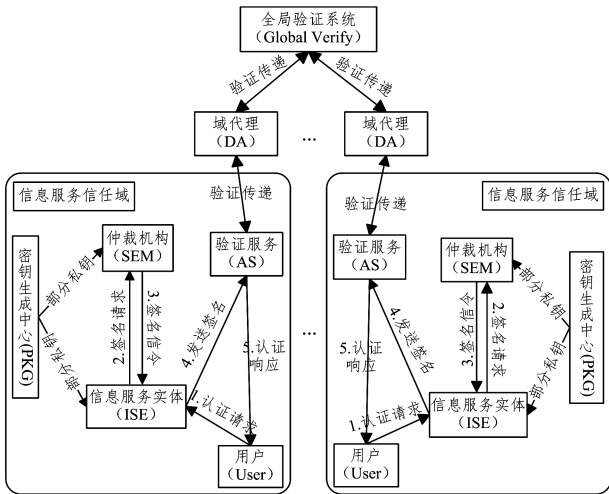 全局验证系统
(Global Verify)
验证传递
验证传递
域代理
(DA)
...
域代理
(DA)
信息服务信任域
验证传递
仲裁机构
(SEM)
验证服务
(AS)
密钥生成中心(PKG)
部分私钥
部分私钥
2.签名请求
3.签名信令
4.发送签名
5.认证
响应
信息服务实体
(ISE)
1.认证请求
用户
(User)
...
信息服务信任域
验证传递
验证服务
(AS)
仲裁机构
(SEM)
部分私钥
部分私钥
密钥生成中心(PKG)
4.发送签名
3.签名信令
2.签名请求
5.认证
响应
1.认证请求
信息服务实体
(ISE)
用户
(User)